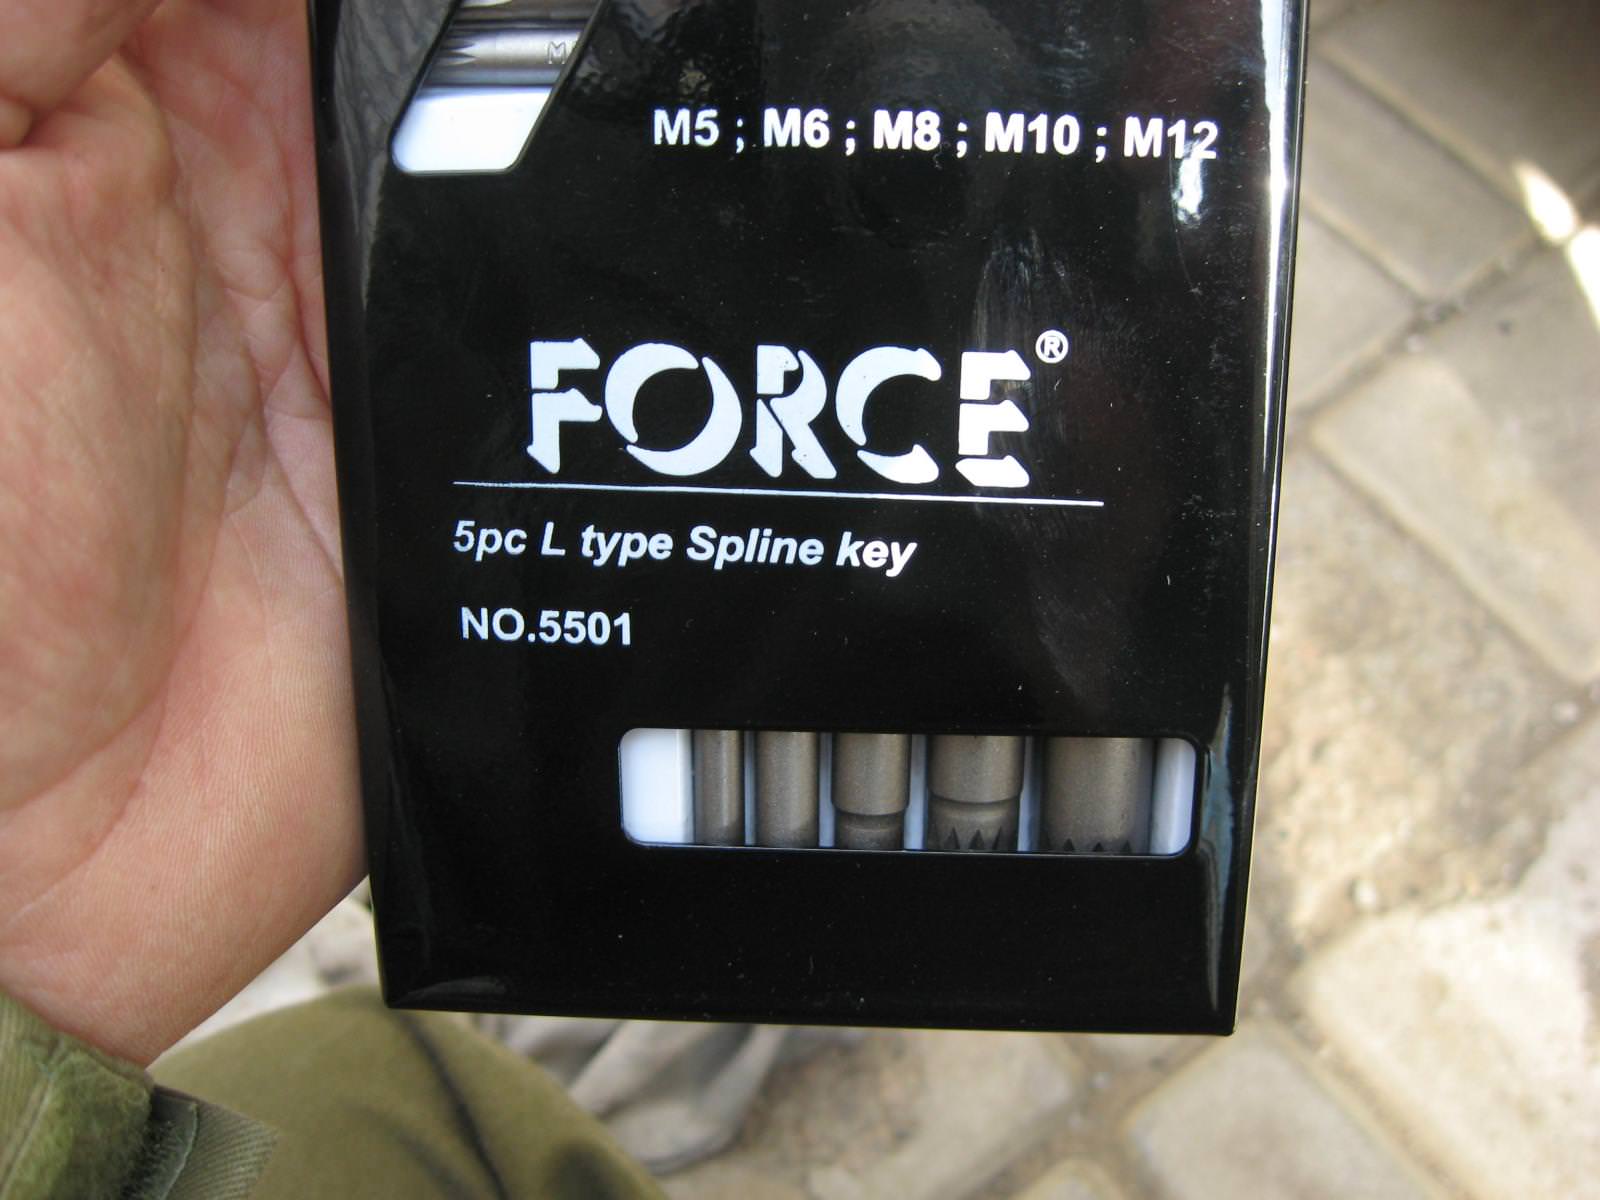 M5 ; M6 ; M8 ; M10 ; M12
FORCE®
5pc L type Spline key
NO.5501